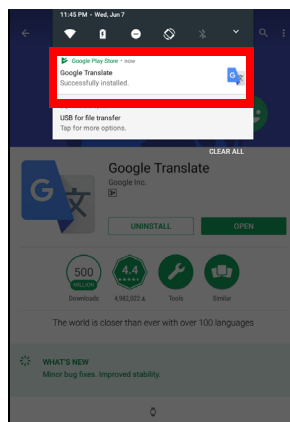 11:45 PM • Wed, Jun 7
Google Play Store • now
Google Translate
Successfully installed.
USB for file transfer
Tap for more options.
CLEAR ALL
Google Translate
Google Inc.
UNINSTALL
OPEN
500
MILLION
4.4
Downloads
4,982,022
Tools
Similar
The world is closer than ever with over 100 languages
WHAT'S NEW
Minor bug fixes. Improved stability.